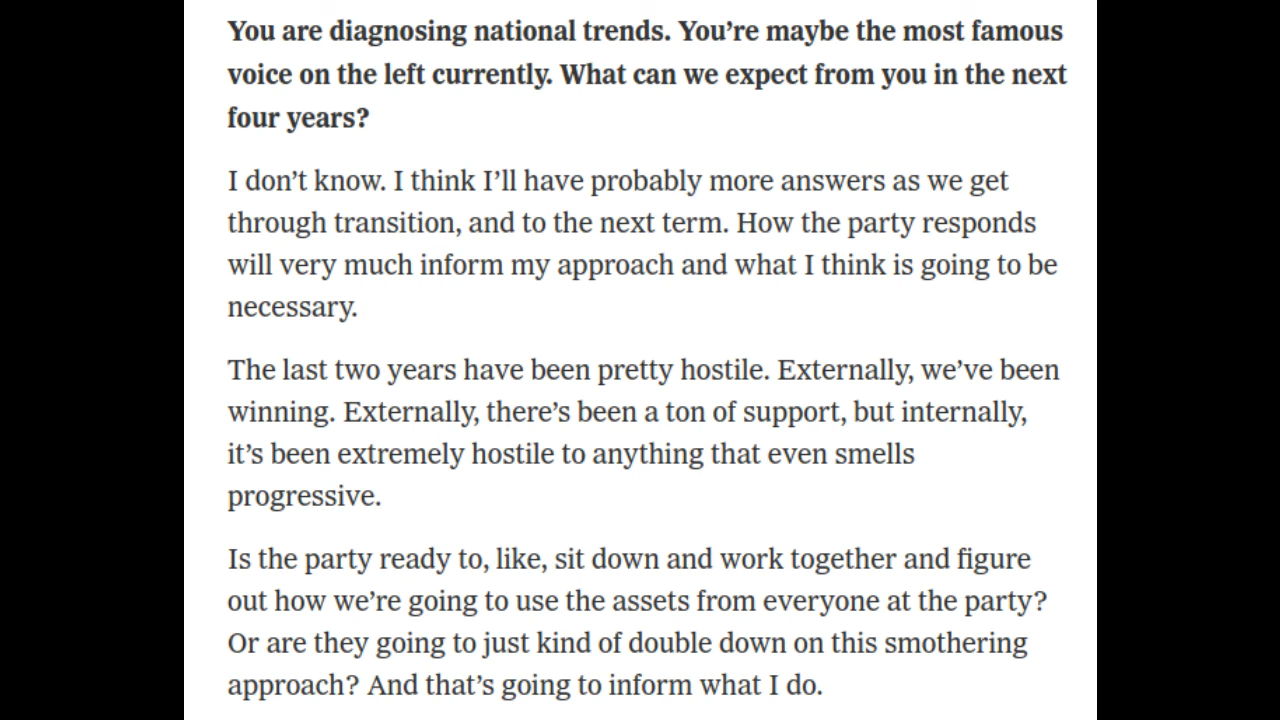 You are diagnosing national trends. You’re maybe the most famous
voice on the left currently. What can we expect from you in the next
four years?
I don’t know. I think I’ll have probably more answers as we get
through transition, and to the next term. How the party responds
will very much inform my approach and what I think is going to be
necessary.
The last two years have been pretty hostile. Externally, we’ve been
winning. Externally, there’s been a ton of support, but internally,
it’s been extremely hostile to anything that even smells
progressive.
Is the party ready to, like, sit down and work together and figure
out how we’re going to use the assets from everyone at the party?
Or are they going to just kind of double down on this smothering
approach? And that’s going to inform what I do.